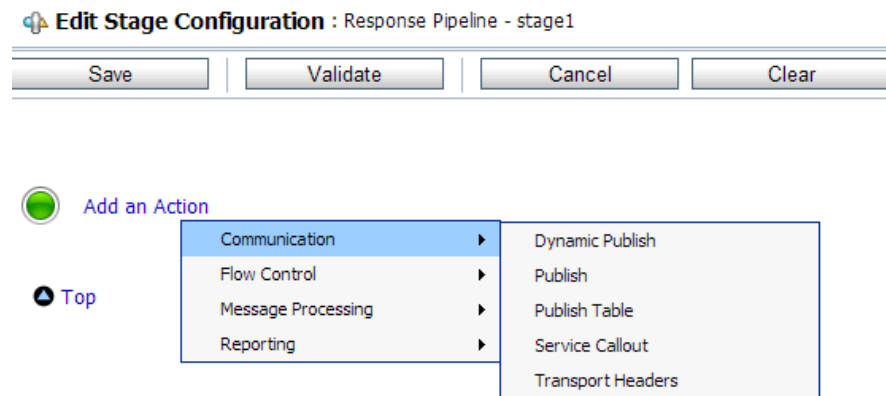 Edit Stage Configuration : Response Pipeline - stage1
Save Validate Cancel Clear
Add an Action
Communication Dynamic Publish
Flow Control Publish
Top
Message Processing Publish Table
Reporting Service Callout
Transport Headers